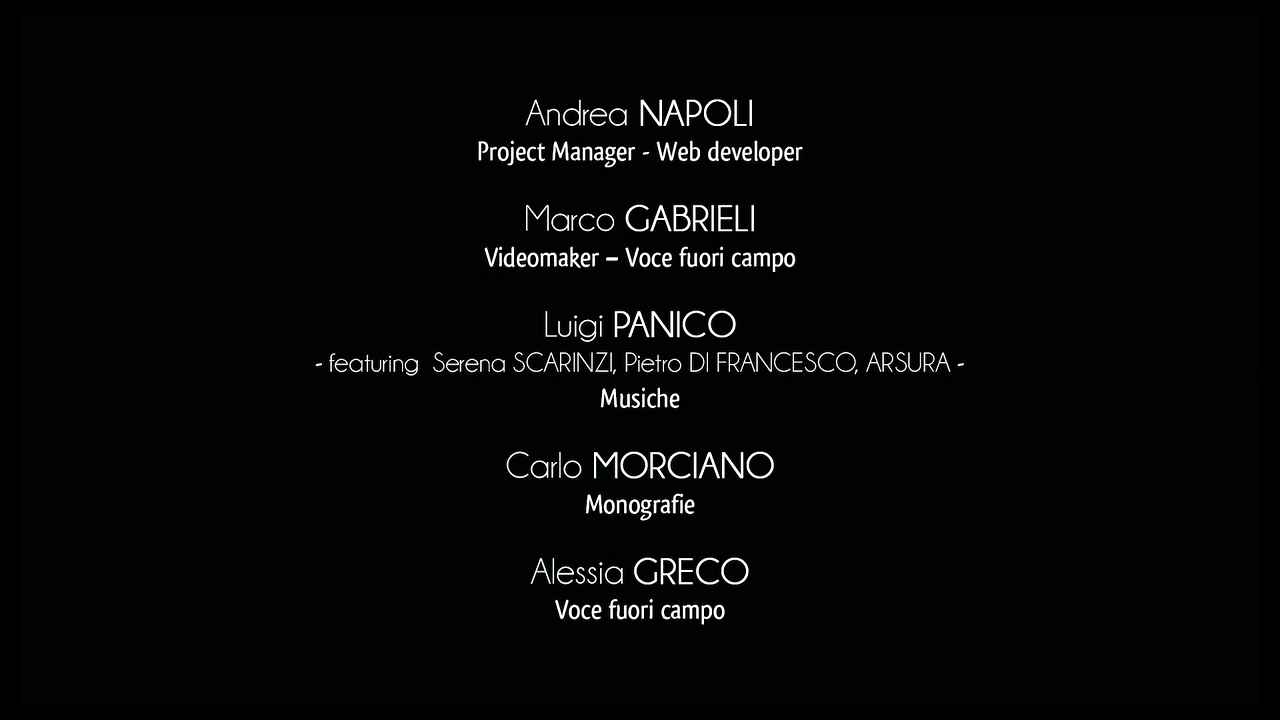 Andrea NAPOLI
Project Manager - Web developer
Marco GABRIELI
Videomaker – Voce fuori campo
Luigi PANICO
- featuring Serena SCARINZI, Pietro DI FRANCESCO, ARSURA -
Musiche
Carlo MORCIANO
Monografie
Alessia GRECO
Voce fuori campo